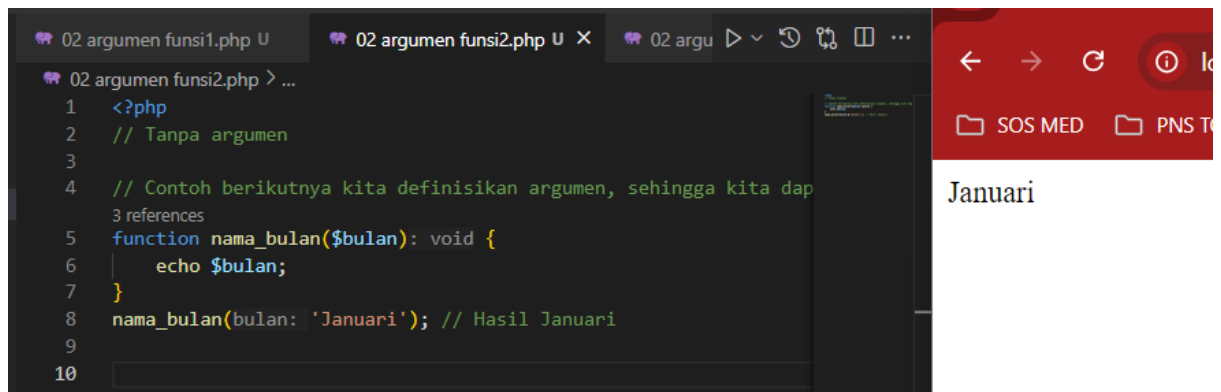 02 argumen funsi1.php U
02 argumen funsi2.php U
02 argu
02 argumen funsi2.php > ...
1 <?php
2 // Tanpa argumen
3
4 // Contoh berikutnya kita definisikan argumen, sehingga kita dap
3 references
5 function nama_bulan($bulan): void {
6 echo $bulan;
7 }
8 nama_bulan(bulan: 'Januari'); // Hasil Januari
9
10
lo
SOS MED
PNS TO
Januari